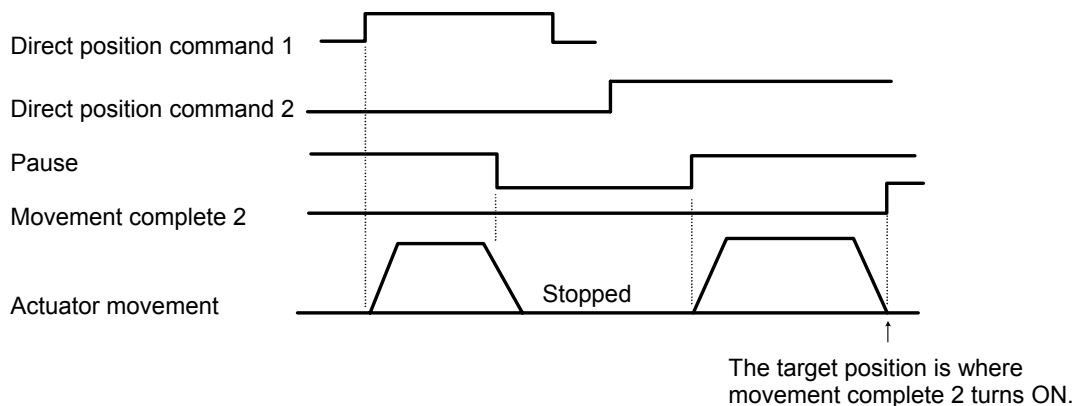 Direct position command 1
Direct position command 2
Pause
Movement complete 2
Actuator movement
Stopped
The target position is where
movement complete 2 turns ON.